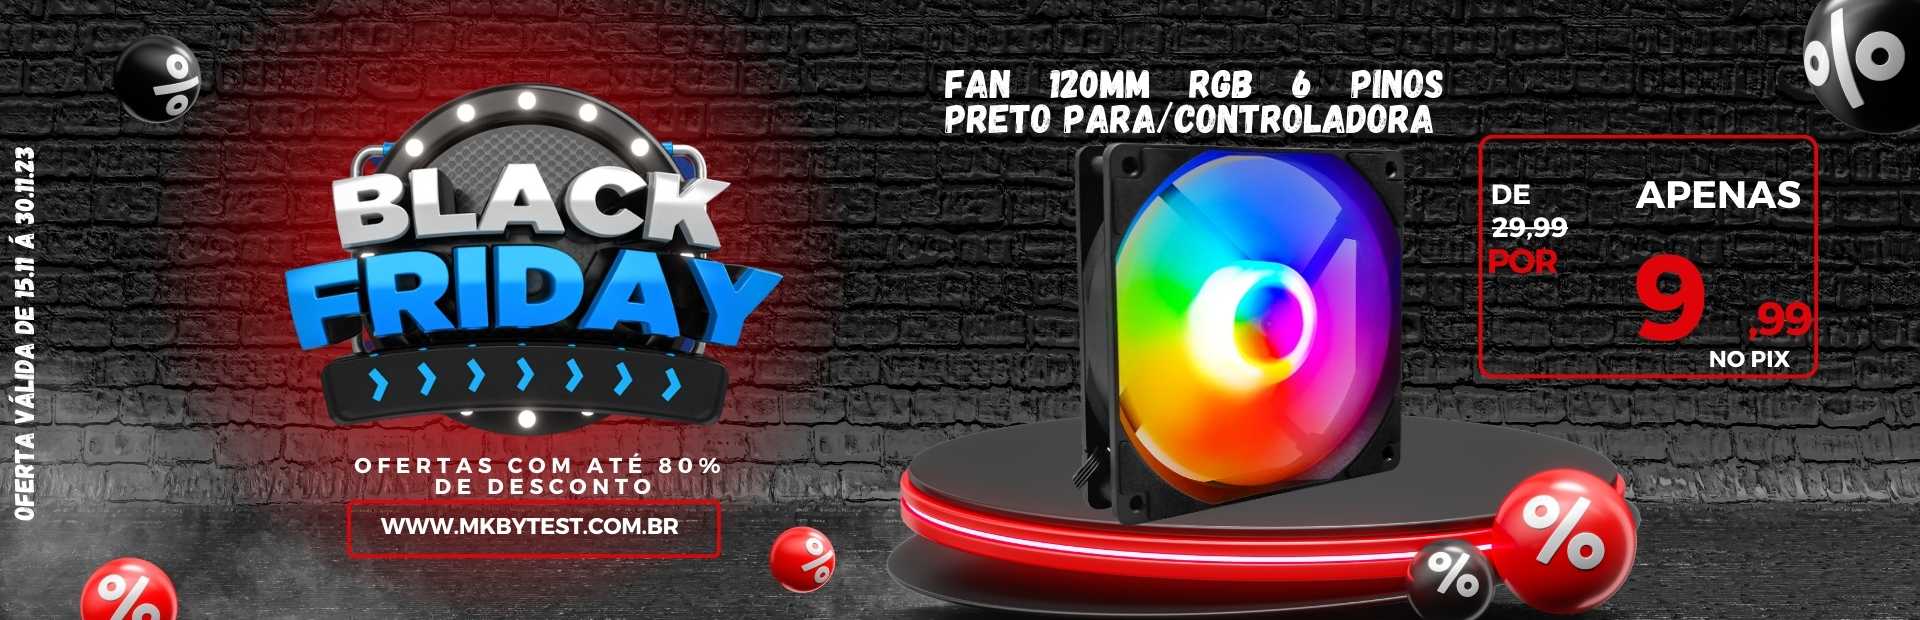 OFERTA VÁLIDA DE 15.11 Á 30.11.23
BLACK
FRIDAY
OFERTAS COM ATÉ 80%
DE DESCONTO
WWW.MKBYTEST.COM.BR
FAN 120MM RGB 6 PINOS
PRETO PARA/CONTROLADORA
DE
29,99
POR
APENAS
9,99
NO PIX
%
%
%
%
%
%